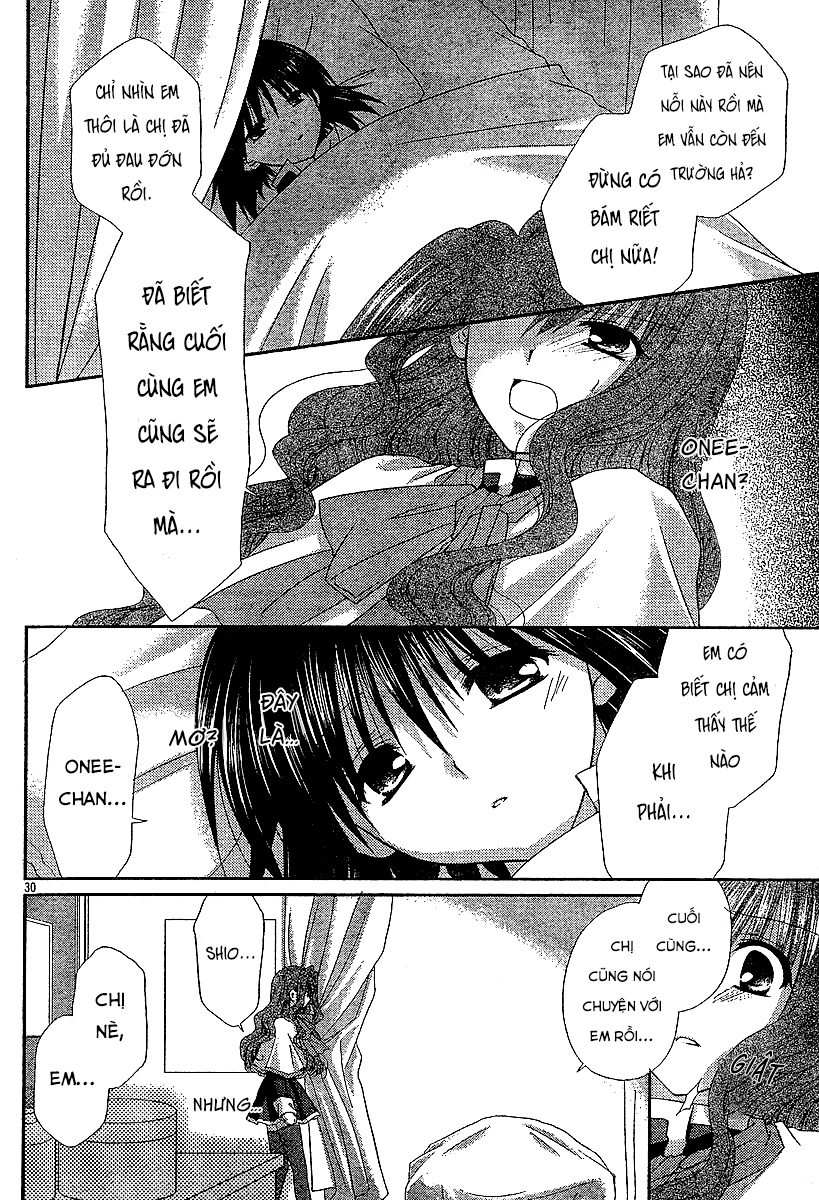 TẠI SAO ĐÃ NÊN
NỖI NÀY RỒI MÀ
EM VẪN CÒN ĐẾN
TRƯỜNG HẢ?
ĐỪNG CÓ
BÁM RIẾT
CHỊ NỮA!
CHỈ NHÌN EM
THÔI LÀ CHỊ ĐÃ
ĐỦ ĐAU ĐỚN
RỒI.
ĐÃ BIẾT
RẰNG CUỐI
CÙNG EM
CŨNG SẼ
RA ĐI RỒI
MÀ...
ONEE-
CHAN?
EM CÓ
BIẾT CHỊ CẢM
THẤY THẾ
NÀO
KHI
PHẢI...
ĐÂY
LÀ...
MƠ?
ONEE-
CHAN...
30
CUỐI
CÙNG...
CHỊ
CŨNG NÓI
CHUYỆN VỚI
EM RỒI...
GIẬT
SHIO...
NHƯNG...
CHỊ
NÈ,
EM...